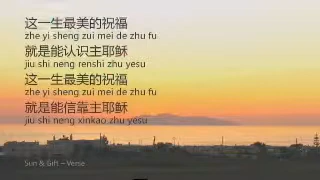 这一生最美的祝福
zhe yi sheng zui mei de zhu fu
就是能认识主耶稣
jiu shi neng renshi zhu yesu
这一生最美的祝福
zhe yi sheng zui mei de zhu fu
就是能信靠主耶稣
jiu shi neng xinkao zhu yesu
Sun & Gift – Verse